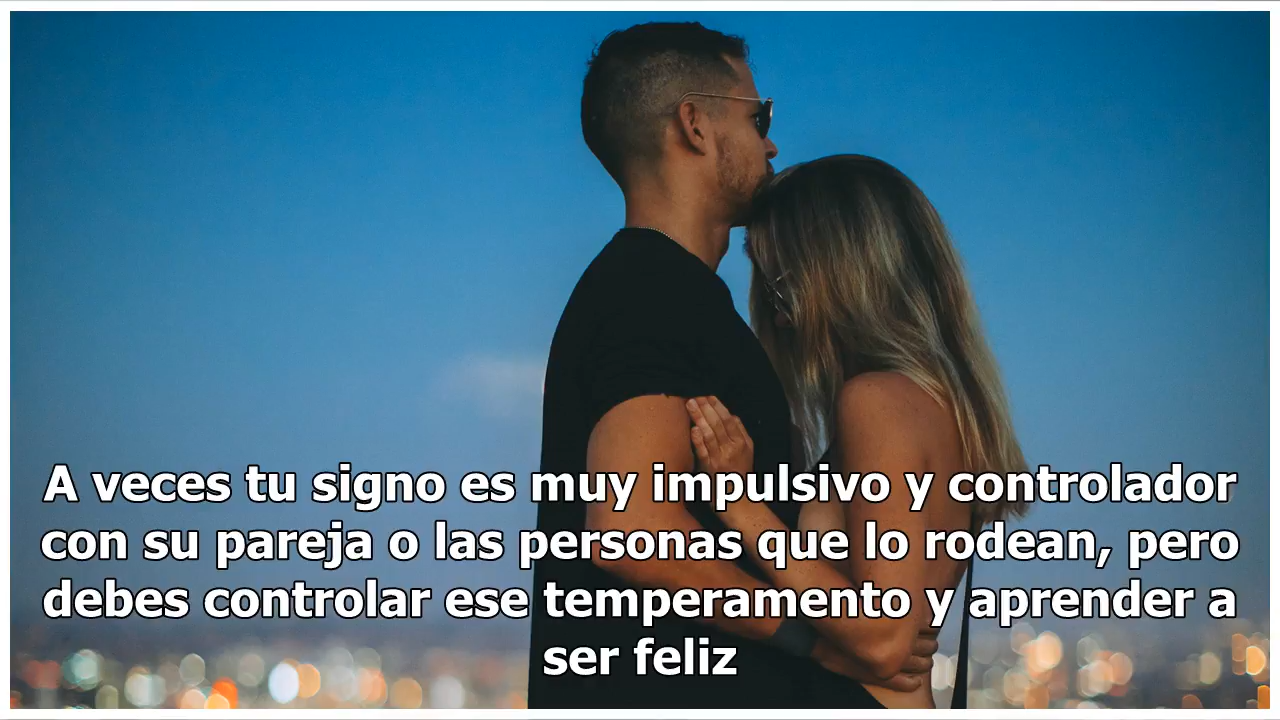 A veces tu signo es muy impulsivo y controlador
con su pareja o las personas que lo rodean, pero
debes controlar ese temperamento y aprender a
ser feliz